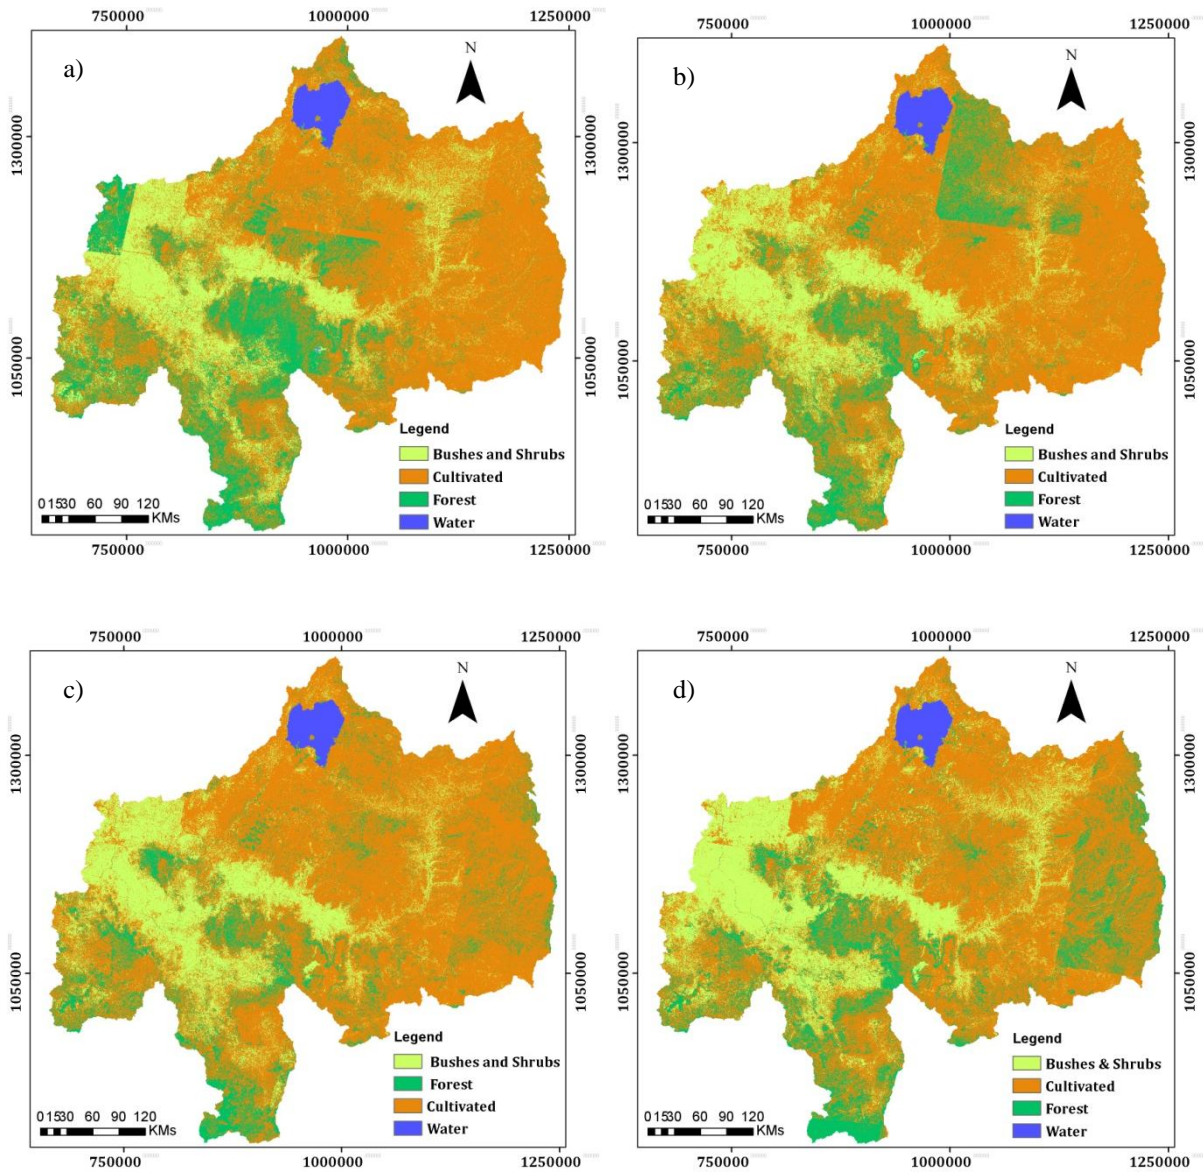 750000 1000000 1250000
a)
N
1300000
1300000
1050000
1050000
Legend
Bushes and Shrubs
Cultivated
Forest
Water
0 15 30 60 90 120
KMs
750000 1000000 1250000
750000 1000000 1250000
b)
N
1300000
1300000
1050000
1050000
Legend
Bushes and Shrubs
Cultivated
Forest
Water
0 15 30 60 90 120
KMs
750000 1000000 1250000
750000 1000000 1250000
c)
N
1300000
1300000
1050000
1050000
Legend
Bushes and Shrubs
Forest
Cultivated
Water
0 15 30 60 90 120
KMs
750000 1000000 1250000
750000 1000000 1250000
d)
N
1300000
1300000
1050000
1050000
Legend
Bushes & Shrubs
Cultivated
Forest
Water
0 15 30 60 90 120
KMs
750000 1000000 1250000